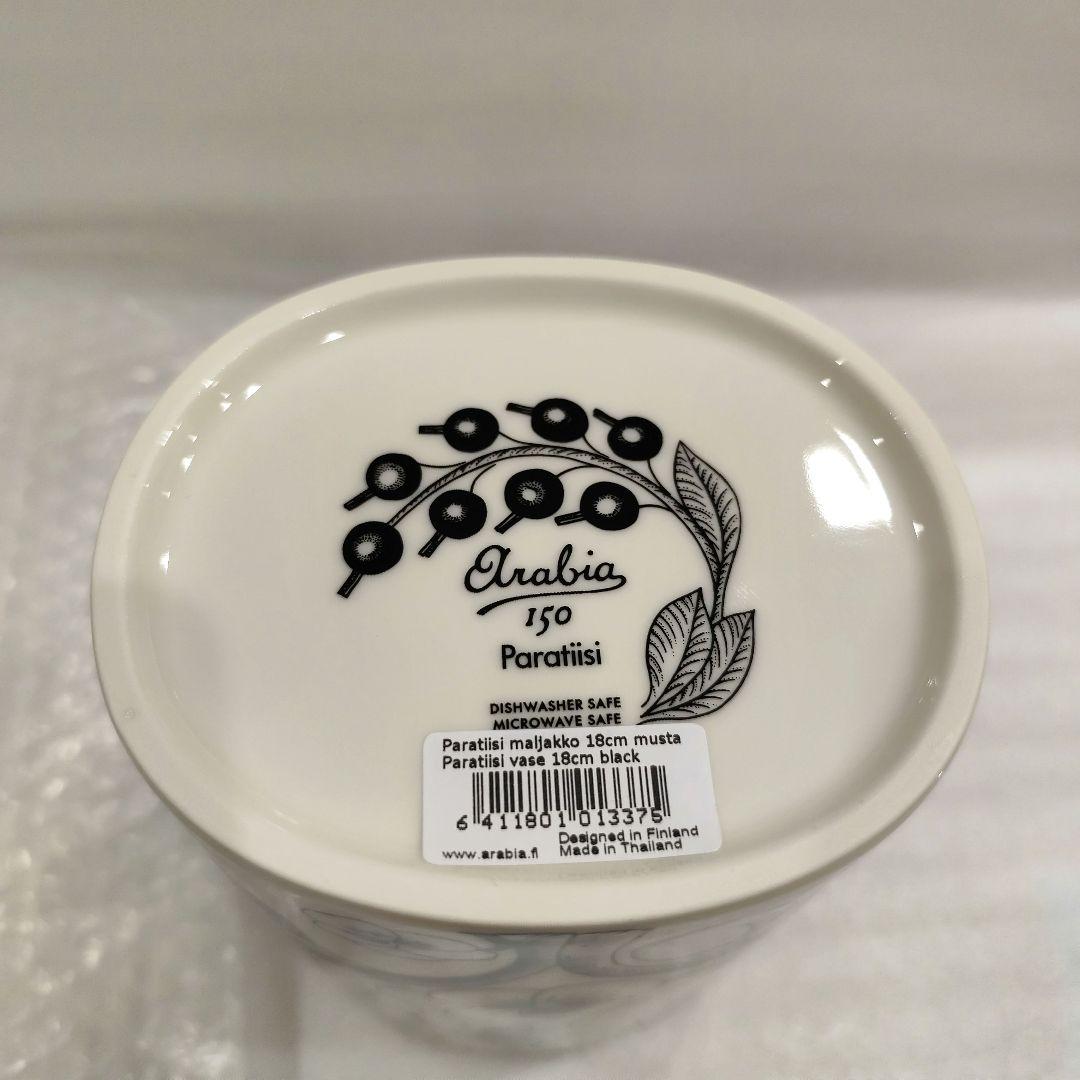 Arabia
150
Paratiisi
DISHWASHER SAFE
MICROWAVE SAFE
Paratiisi maljakko 18cm musta
Paratiisi vase 18cm black
6 411801 013375
Designed in Finland
www.arabia.fi Made in Thailand